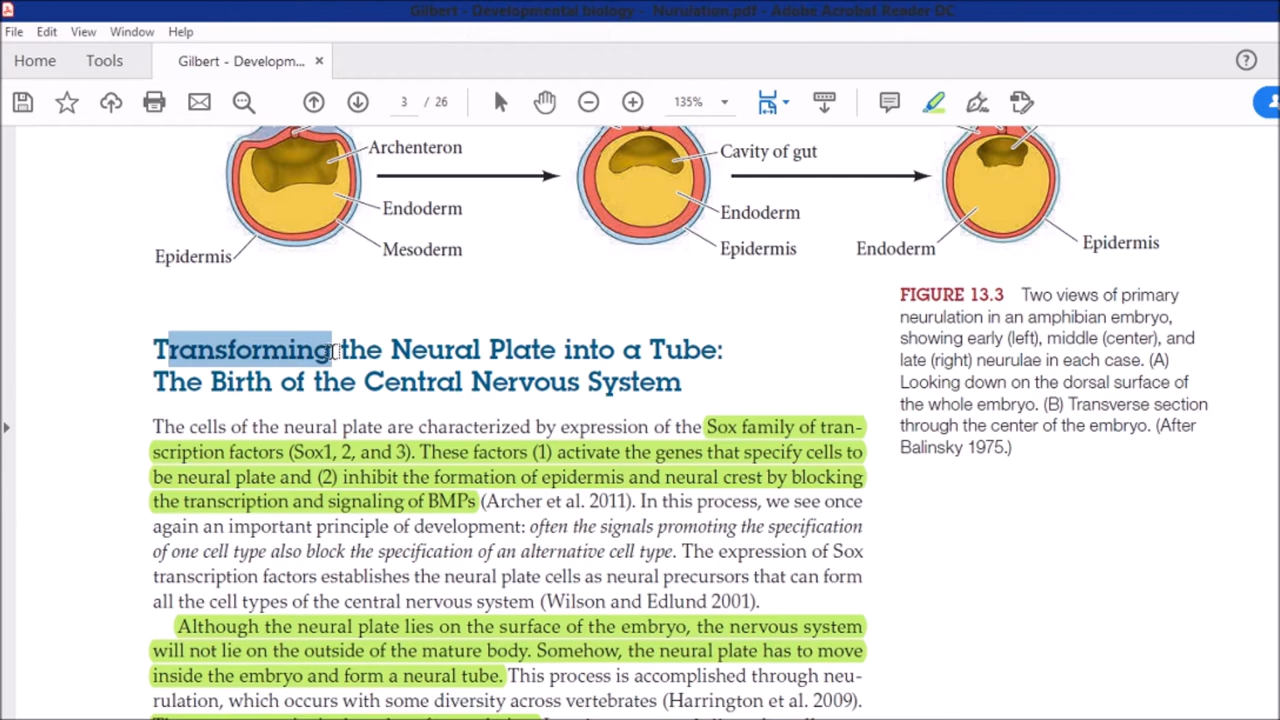 Gilbert - Developmental biology - Nurulation.pdf - Adobe Acrobat Reader DC
File Edit View Window Help
Home Tools Gilbert - Developm... ×
3 / 26 135%
Archenteron
Cavity of gut
Endoderm
Endoderm
Mesoderm
Epidermis
Epidermis
Endoderm
Epidermis
FIGURE 13.3 Two views of primary
neurulation in an amphibian embryo,
showing early (left), middle (center), and
late (right) neurulae in each case. (A)
Looking down on the dorsal surface of
the whole embryo. (B) Transverse section
through the center of the embryo. (After
Balinsky 1975.)
Transforming the Neural Plate into a Tube:
The Birth of the Central Nervous System
The cells of the neural plate are characterized by expression of the Sox family of tran-
scription factors (Sox1, 2, and 3). These factors (1) activate the genes that specify cells to
be neural plate and (2) inhibit the formation of epidermis and neural crest by blocking
the transcription and signaling of BMPs (Archer et al. 2011). In this process, we see once
again an important principle of development: often the signals promoting the specification
of one cell type also block the specification of an alternative cell type. The expression of Sox
transcription factors establishes the neural plate cells as neural precursors that can form
all the cell types of the central nervous system (Wilson and Edlund 2001).
Although the neural plate lies on the surface of the embryo, the nervous system
will not lie on the outside of the mature body. Somehow, the neural plate has to move
inside the embryo and form a neural tube. This process is accomplished through neu-
rulation, which occurs with some diversity across vertebrates (Harrington et al. 2009).